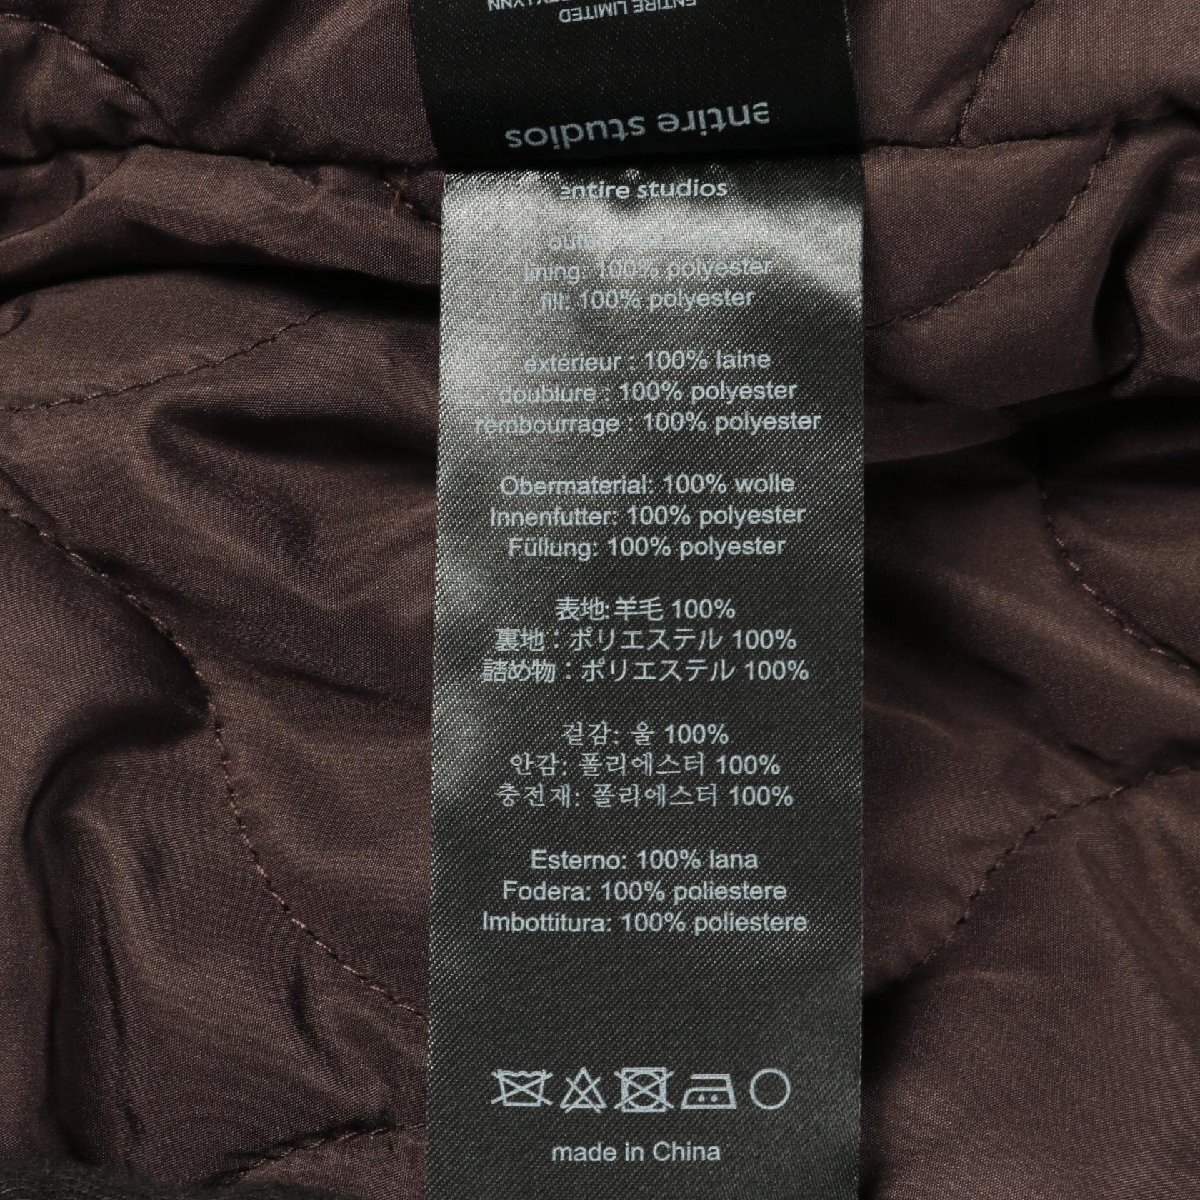 ENTIRE LIMITED
entire studios
entire studios
lining: 100% polyester
fill: 100% polyester
extérieur : 100% laine
doublure : 100% polyester
rembourrage : 100% polyester
Obermaterial: 100% wolle
Innenfutter: 100% polyester
Füllung: 100% polyester
表地:羊毛 100%
裏地：ポリエステル 100%
詰め物：ポリエステル 100%
겉감: 울 100%
안감: 폴리에스터 100%
충전재: 폴리에스터 100%
Esterno: 100% lana
Fodera: 100% poliestere
Imbottitura: 100% poliestere
made in China